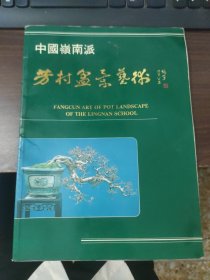 中國嶺南派
芳村盆景藝術
FANGCUN ART OF POT LANDSCAPE
OF THE LINGNAN SCHOOL